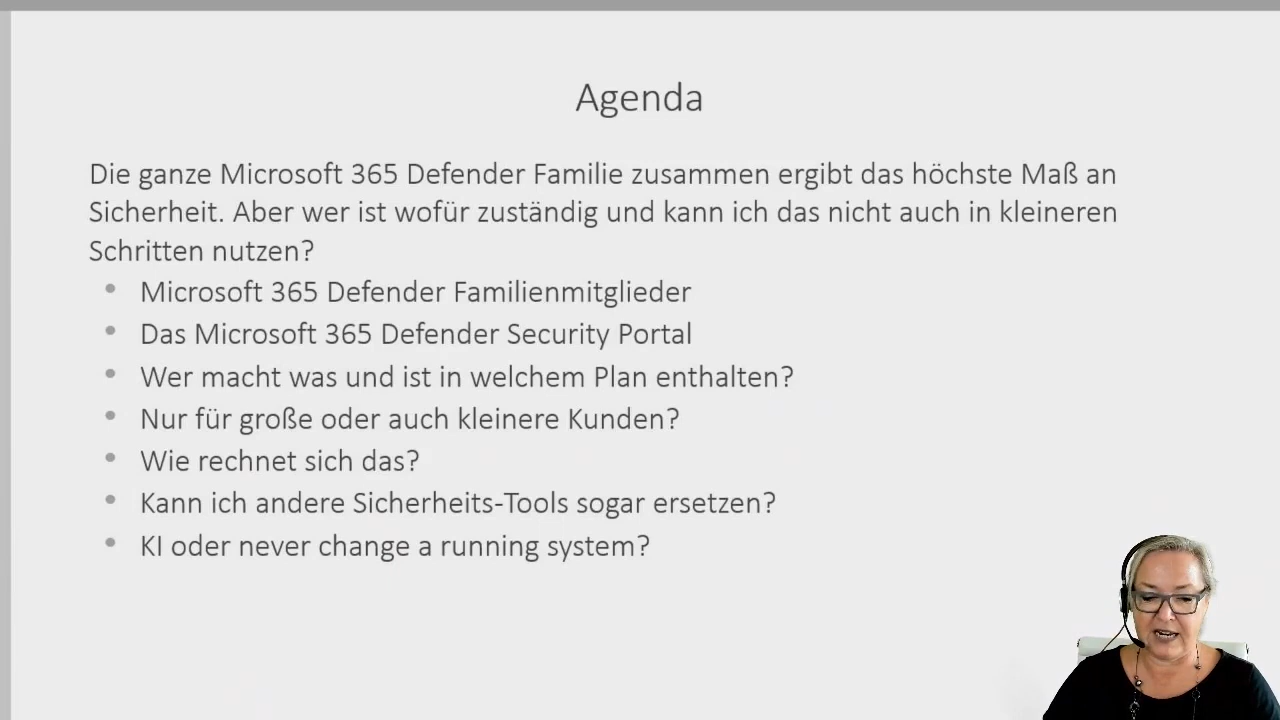 Agenda
Die ganze Microsoft 365 Defender Familie zusammen ergibt das höchste Maß an
Sicherheit. Aber wer ist wofür zuständig und kann ich das nicht auch in kleineren
Schritten nutzen?
• Microsoft 365 Defender Familienmitglieder
• Das Microsoft 365 Defender Security Portal
• Wer macht was und ist in welchem Plan enthalten?
• Nur für große oder auch kleinere Kunden?
• Wie rechnet sich das?
• Kann ich andere Sicherheits-Tools sogar ersetzen?
• KI oder never change a running system?